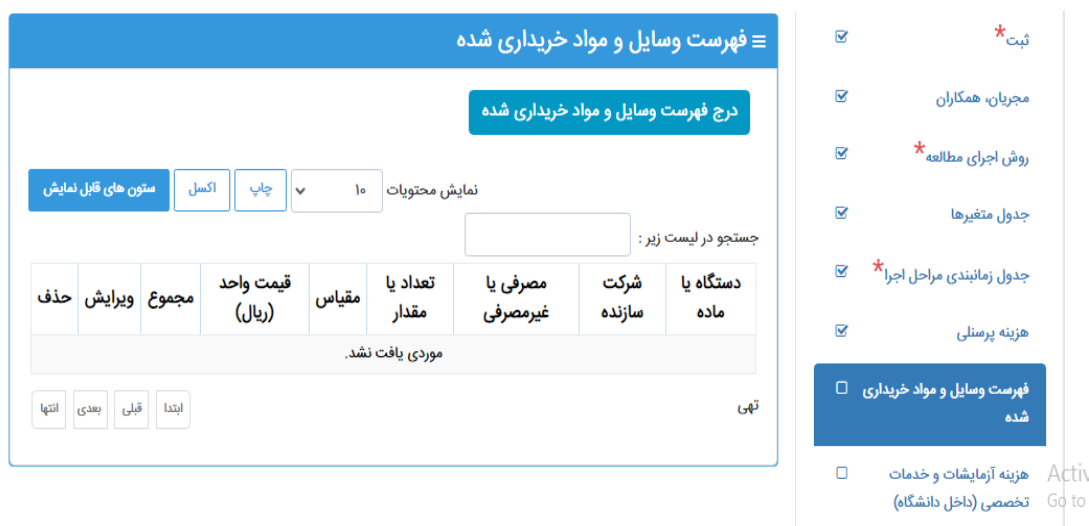 ثبت*
مجریان، همکاران
روش اجرای مطالعه*
جدول متغیرها
جدول زمانبندی مراحل اجرا*
هزینه پرسنلی
فهرست وسایل و مواد خریداری
شده
هزینه آزمایشات و خدمات
تخصصی (داخل دانشگاه)
فهرست وسایل و مواد خریداری شده
درج فهرست وسایل و مواد خریداری شده
نمایش محتویات ۱۰ چاپ اکسل ستون های قابل نمایش
جستجو در لیست زیر :
دستگاه یا ماده شرکت سازنده مصرفی یا غیرمصرفی تعداد یا مقدار مقیاس قیمت واحد (ریال) مجموع ویرایش حذف
موردی یافت نشد.
تهی ابتدا قبلی بعدی انتها
Go to